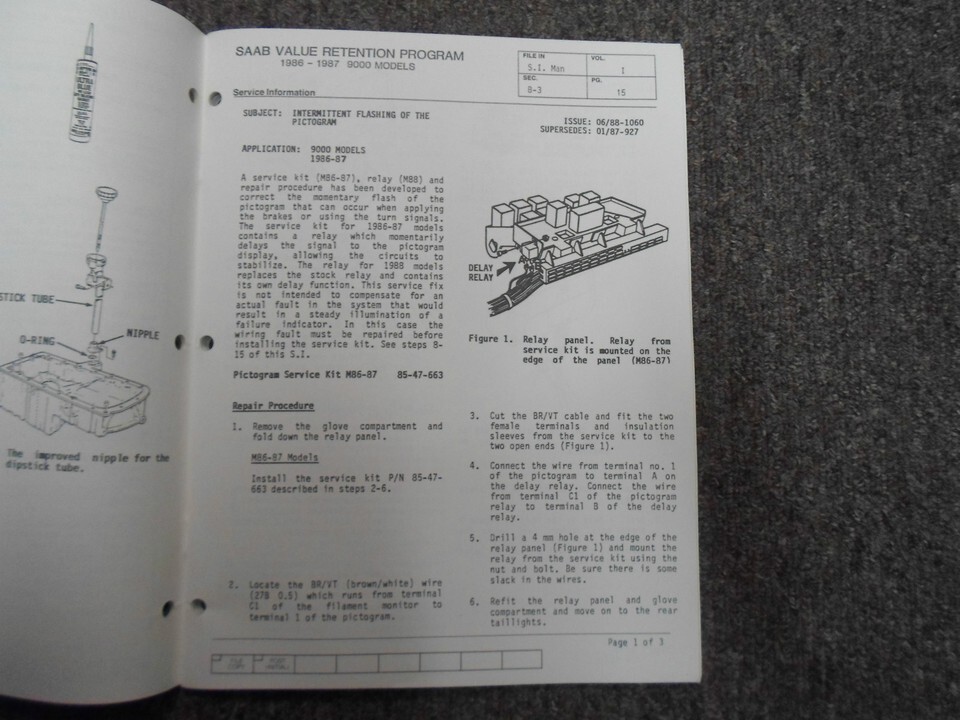 STICK TUBE
NIPPLE
O-RING
The improved nipple for the
dipstick tube.
SAAB VALUE RETENTION PROGRAM
1986 - 1987 9000 MODELS
FILE IN
S.I. Man
VOL.
1
SEC.
8-3
PG.
15
Service Information
SUBJECT: INTERMITTENT FLASHING OF THE
PICTOGRAM
ISSUE: 06/88-1060
SUPERSEDES: 01/87-927
APPLICATION: 9000 MODELS
1986-87
A service kit (M86-87), relay (M88) and
repair procedure has been developed to
correct the momentary flash of the
pictogram that can occur when applying
the brakes or using the turn signals.
The service kit for 1986-87 models
contains a relay which momentarily
delays the signal to the pictogram
display, allowing the circuits to
stabilize. The relay for 1988 models
replaces the stock relay and contains
its own delay function. This service fix
is not intended to compensate for an
actual fault in the system that would
result in a steady illumination of a
failure indicator. In this case the
wiring fault must be repaired before
installing the service kit. See steps 8-
15 of this S.I.
Pictogram Service Kit M86-87 85-47-663
Repair Procedure
1. Remove the glove compartment and
fold down the relay panel.
M86-87 Models
Install the service kit P/N 85-47-
663 described in steps 2-6.
2. Locate the BR/VT (brown/white) wire
(278 0.5) which runs from terminal
C1 of the filament monitor to
terminal 1 of the pictogram.
DELAY
RELAY
Figure 1. Relay panel. Relay from
service kit is mounted on the
edge of the panel (M86-87)
3. Cut the BR/VT cable and fit the two
female terminals and insulation
sleeves from the service kit to the
two open ends (Figure 1).
4. Connect the wire from terminal no. 1
of the pictogram to terminal A on
the delay relay. Connect the wire
from terminal C1 of the pictogram
relay to terminal B of the delay
relay.
5. Drill a 4 mm hole at the edge of the
relay panel (Figure 1) and mount the
relay from the service kit using the
nut and bolt. Be sure there is some
slack in the wires.
6. Refit the relay panel and glove
compartment and move on to the rear
taillights.
Page 1 of 3
FILE
COPY